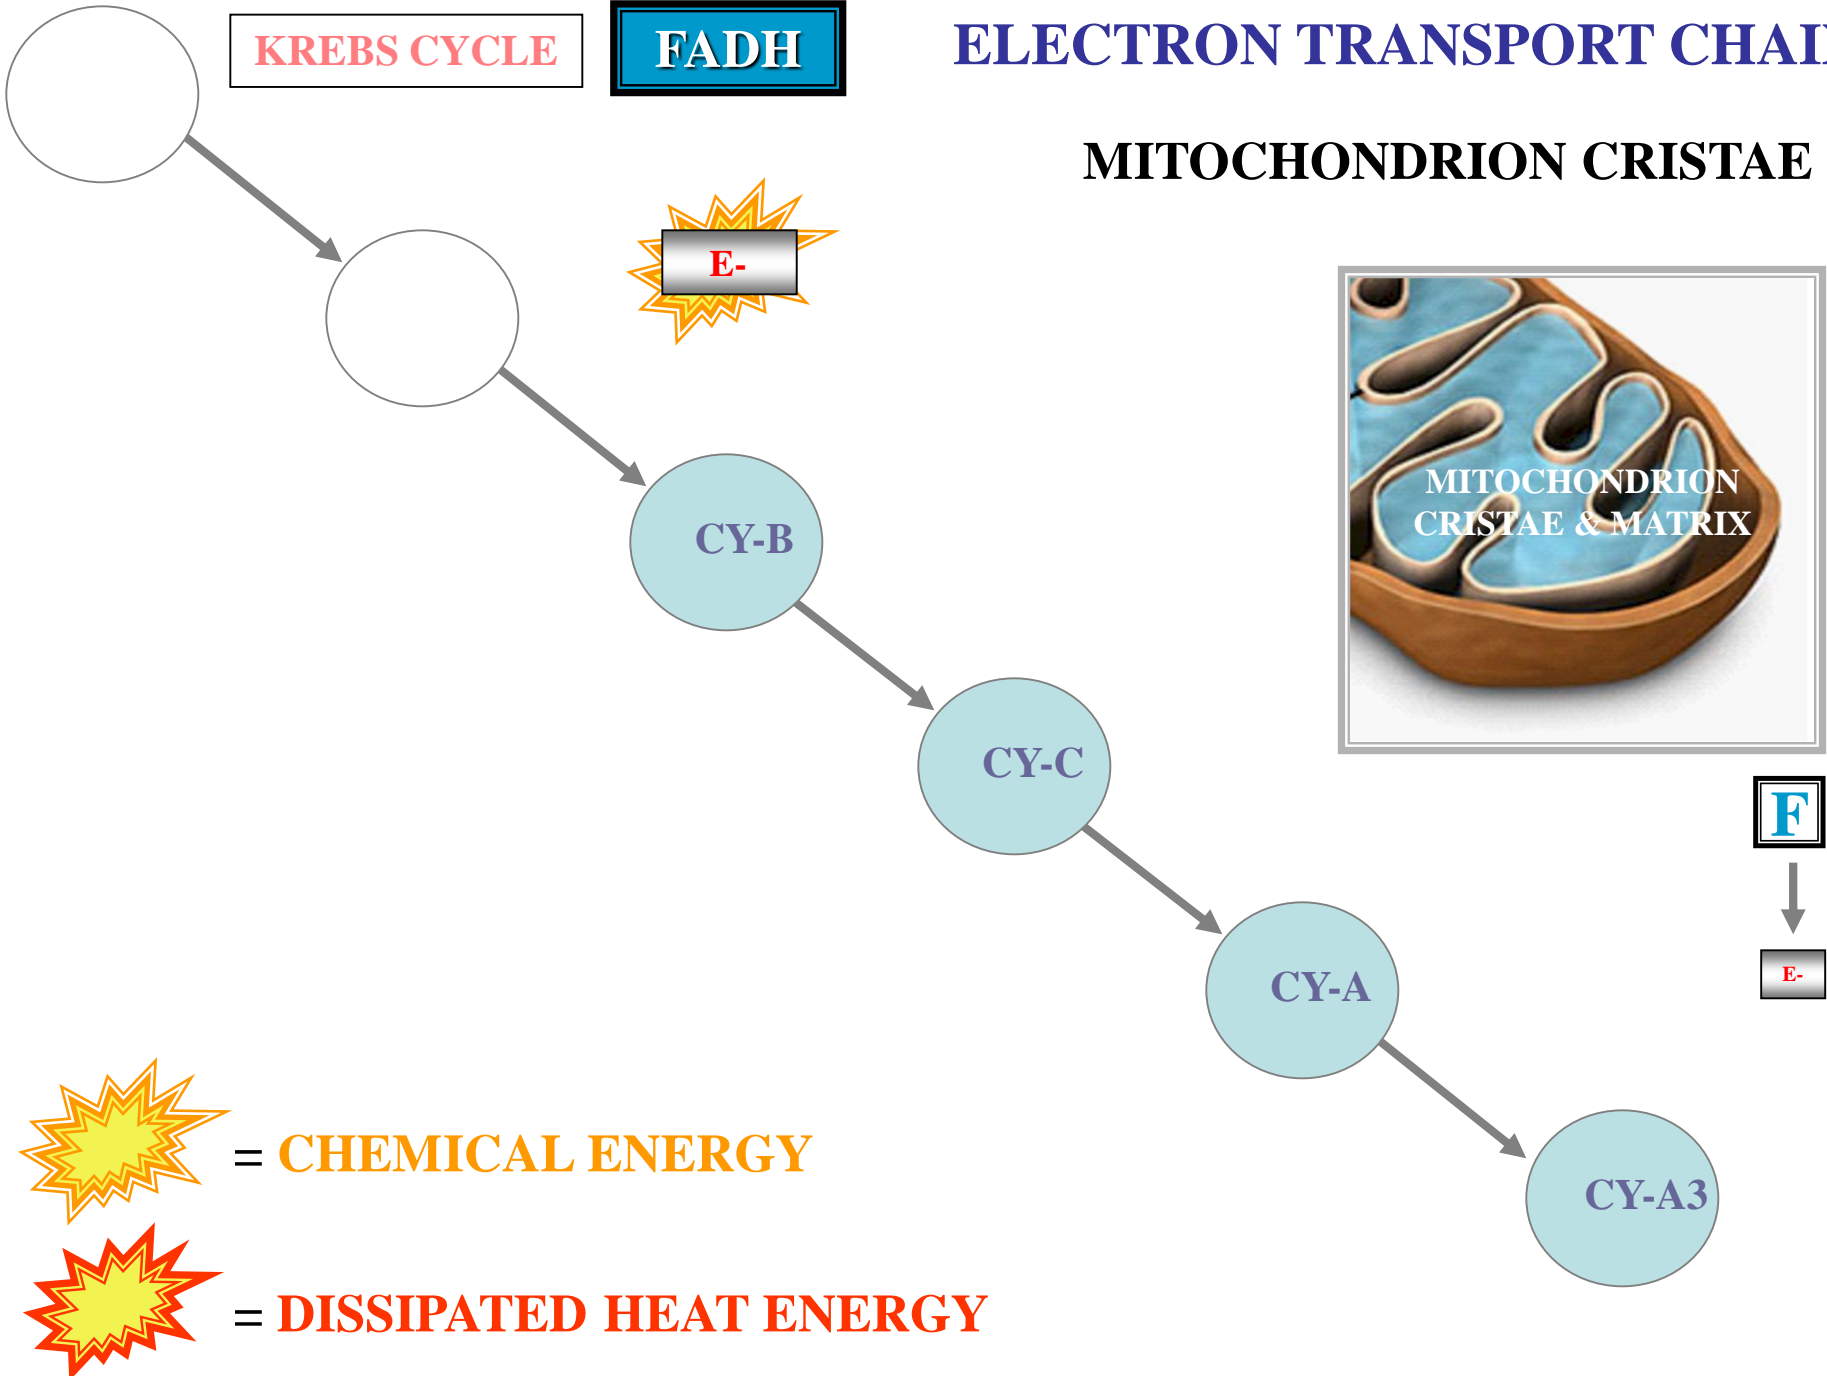 KREBS CYCLE
FADH
ELECTRON TRANSPORT CHAI
MITOCHONDRION CRISTAE
E-
MITOCHONDRION
CRISTAE & MATRIX
CY-B
CY-C
F
E-
CY-A
CY-A3
= CHEMICAL ENERGY
= DISSIPATED HEAT ENERGY